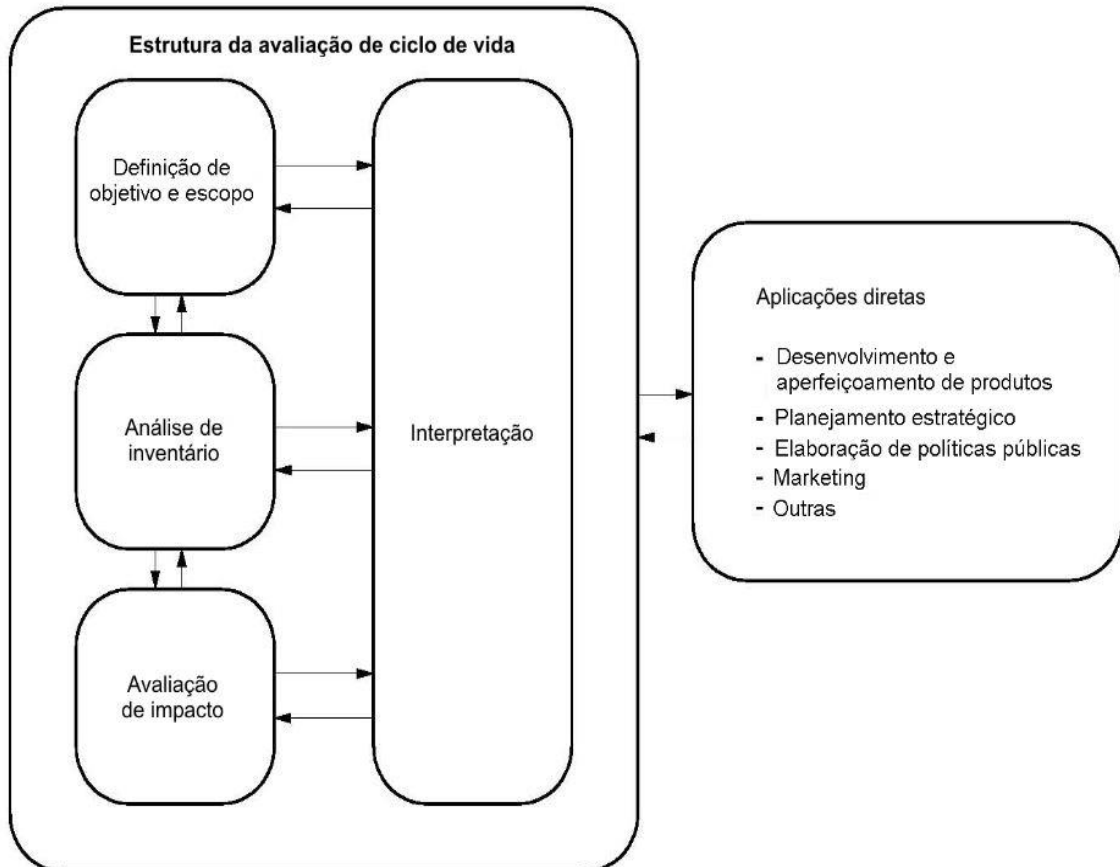 Estrutura da avaliação de ciclo de vida
Definição de
objetivo e escopo
Análise de
inventário
Avaliação
de impacto
Interpretação
Aplicações diretas
- Desenvolvimento e
aperfeiçoamento de produtos
- Planejamento estratégico
- Elaboração de políticas públicas
- Marketing
- Outras